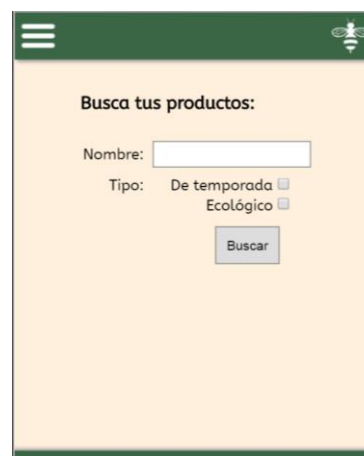 Busca tus productos:
Nombre:
Tipo: De temporada
Ecológico
Buscar